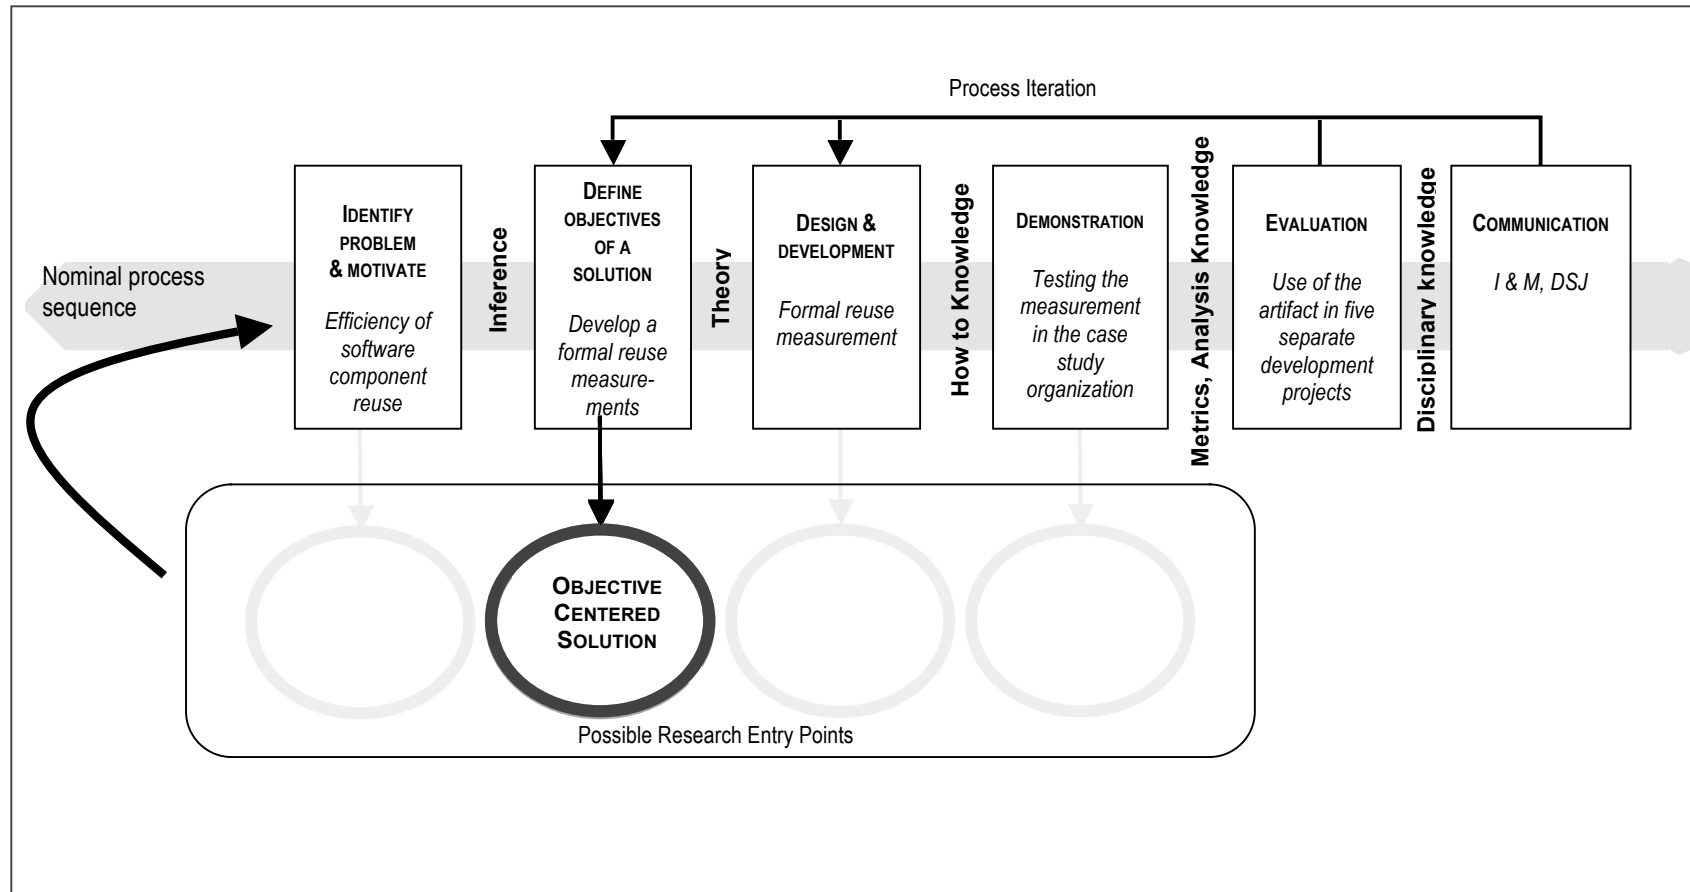 Process Iteration
Nominal process
sequence
IDENTIFY
PROBLEM
& MOTIVATE
Efficiency of
software
component
reuse
Inference
DEFINE
OBJECTIVES
OF A
SOLUTION
Develop a
formal reuse
measure-
ments
Theory
DESIGN &
DEVELOPMENT
Formal reuse
measurement
How to Knowledge
DEMONSTRATION
Testing the
measurement
in the case
study
organization
Metrics, Analysis Knowledge
EVALUATION
Use of the
artifact in five
separate
development
projects
Disciplinary knowledge
COMMUNICATION
I & M, DSJ
OBJECTIVE
CENTERED
SOLUTION
Possible Research Entry Points